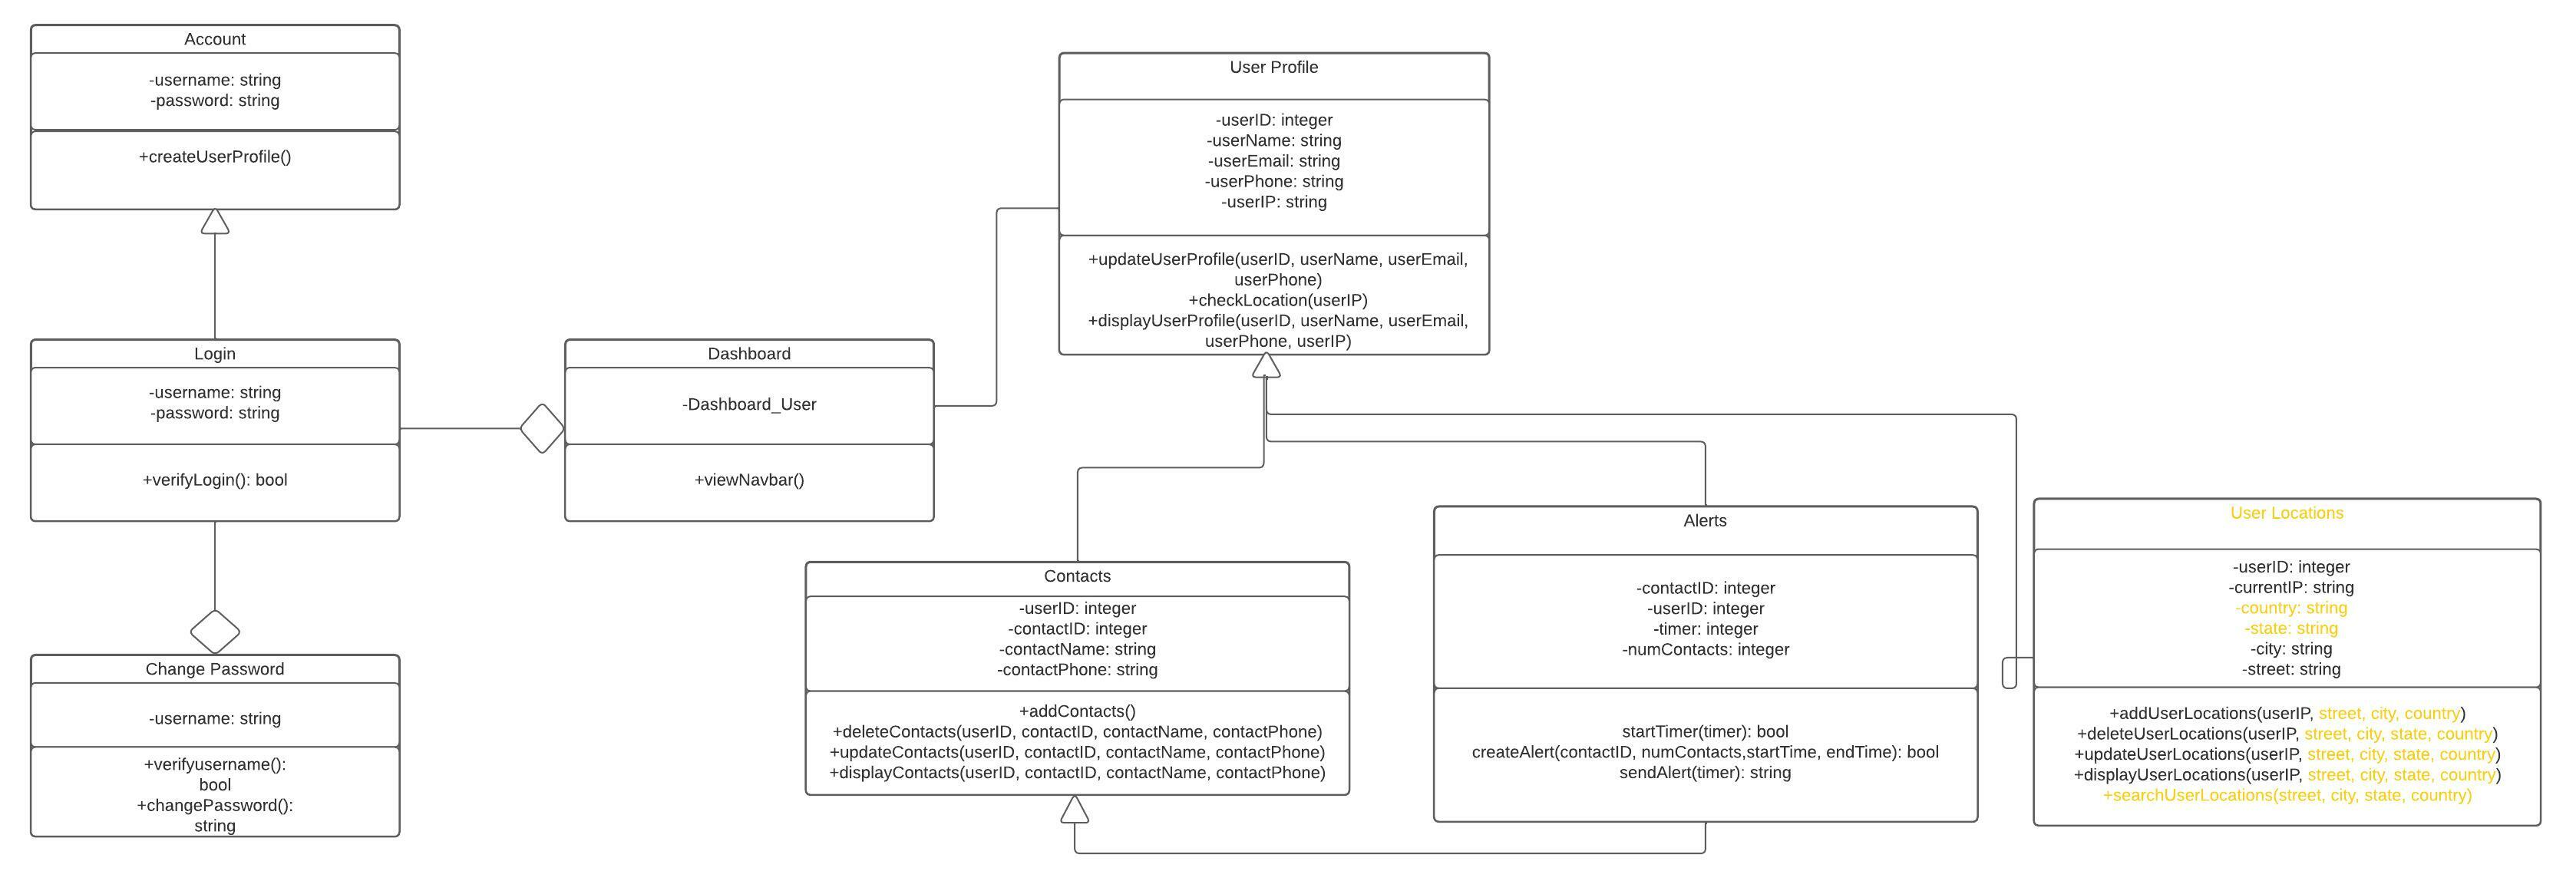 Account
-username: string
-password: string
+createUserProfile()
User Profile
-userID: integer
-userName: string
-userEmail: string
-userPhone: string
-userIP: string
+updateUserProfile(userID, userName, userEmail,
userPhone)
+checkLocation(userIP)
+displayUserProfile(userID, userName, userEmail,
userPhone, userIP)
Login
-username: string
-password: string
+verifyLogin(): bool
Dashboard
-Dashboard_User
+viewNavbar()
Change Password
-username: string
+verifyusername():
bool
+changePassword():
string
Contacts
-userID: integer
-contactID: integer
-contactName: string
-contactPhone: string
+addContacts()
+deleteContacts(userID, contactID, contactName, contactPhone)
+updateContacts(userID, contactID, contactName, contactPhone)
+displayContacts(userID, contactID, contactName, contactPhone)
Alerts
-contactID: integer
-userID: integer
-timer: integer
-numContacts: integer
startTimer(timer): bool
createAlert(contactID, numContacts,startTime, endTime): bool
sendAlert(timer): string
User Locations
-userID: integer
-currentIP: string
-country: string
-state: string
-city: string
-street: string
+addUserLocations(userIP, street, city, country)
+deleteUserLocations(userIP, street, city, state, country)
+updateUserLocations(userIP, street, city, state, country)
+displayUserLocations(userIP, street, city, state, country)
+searchUserLocations(street, city, state, country)